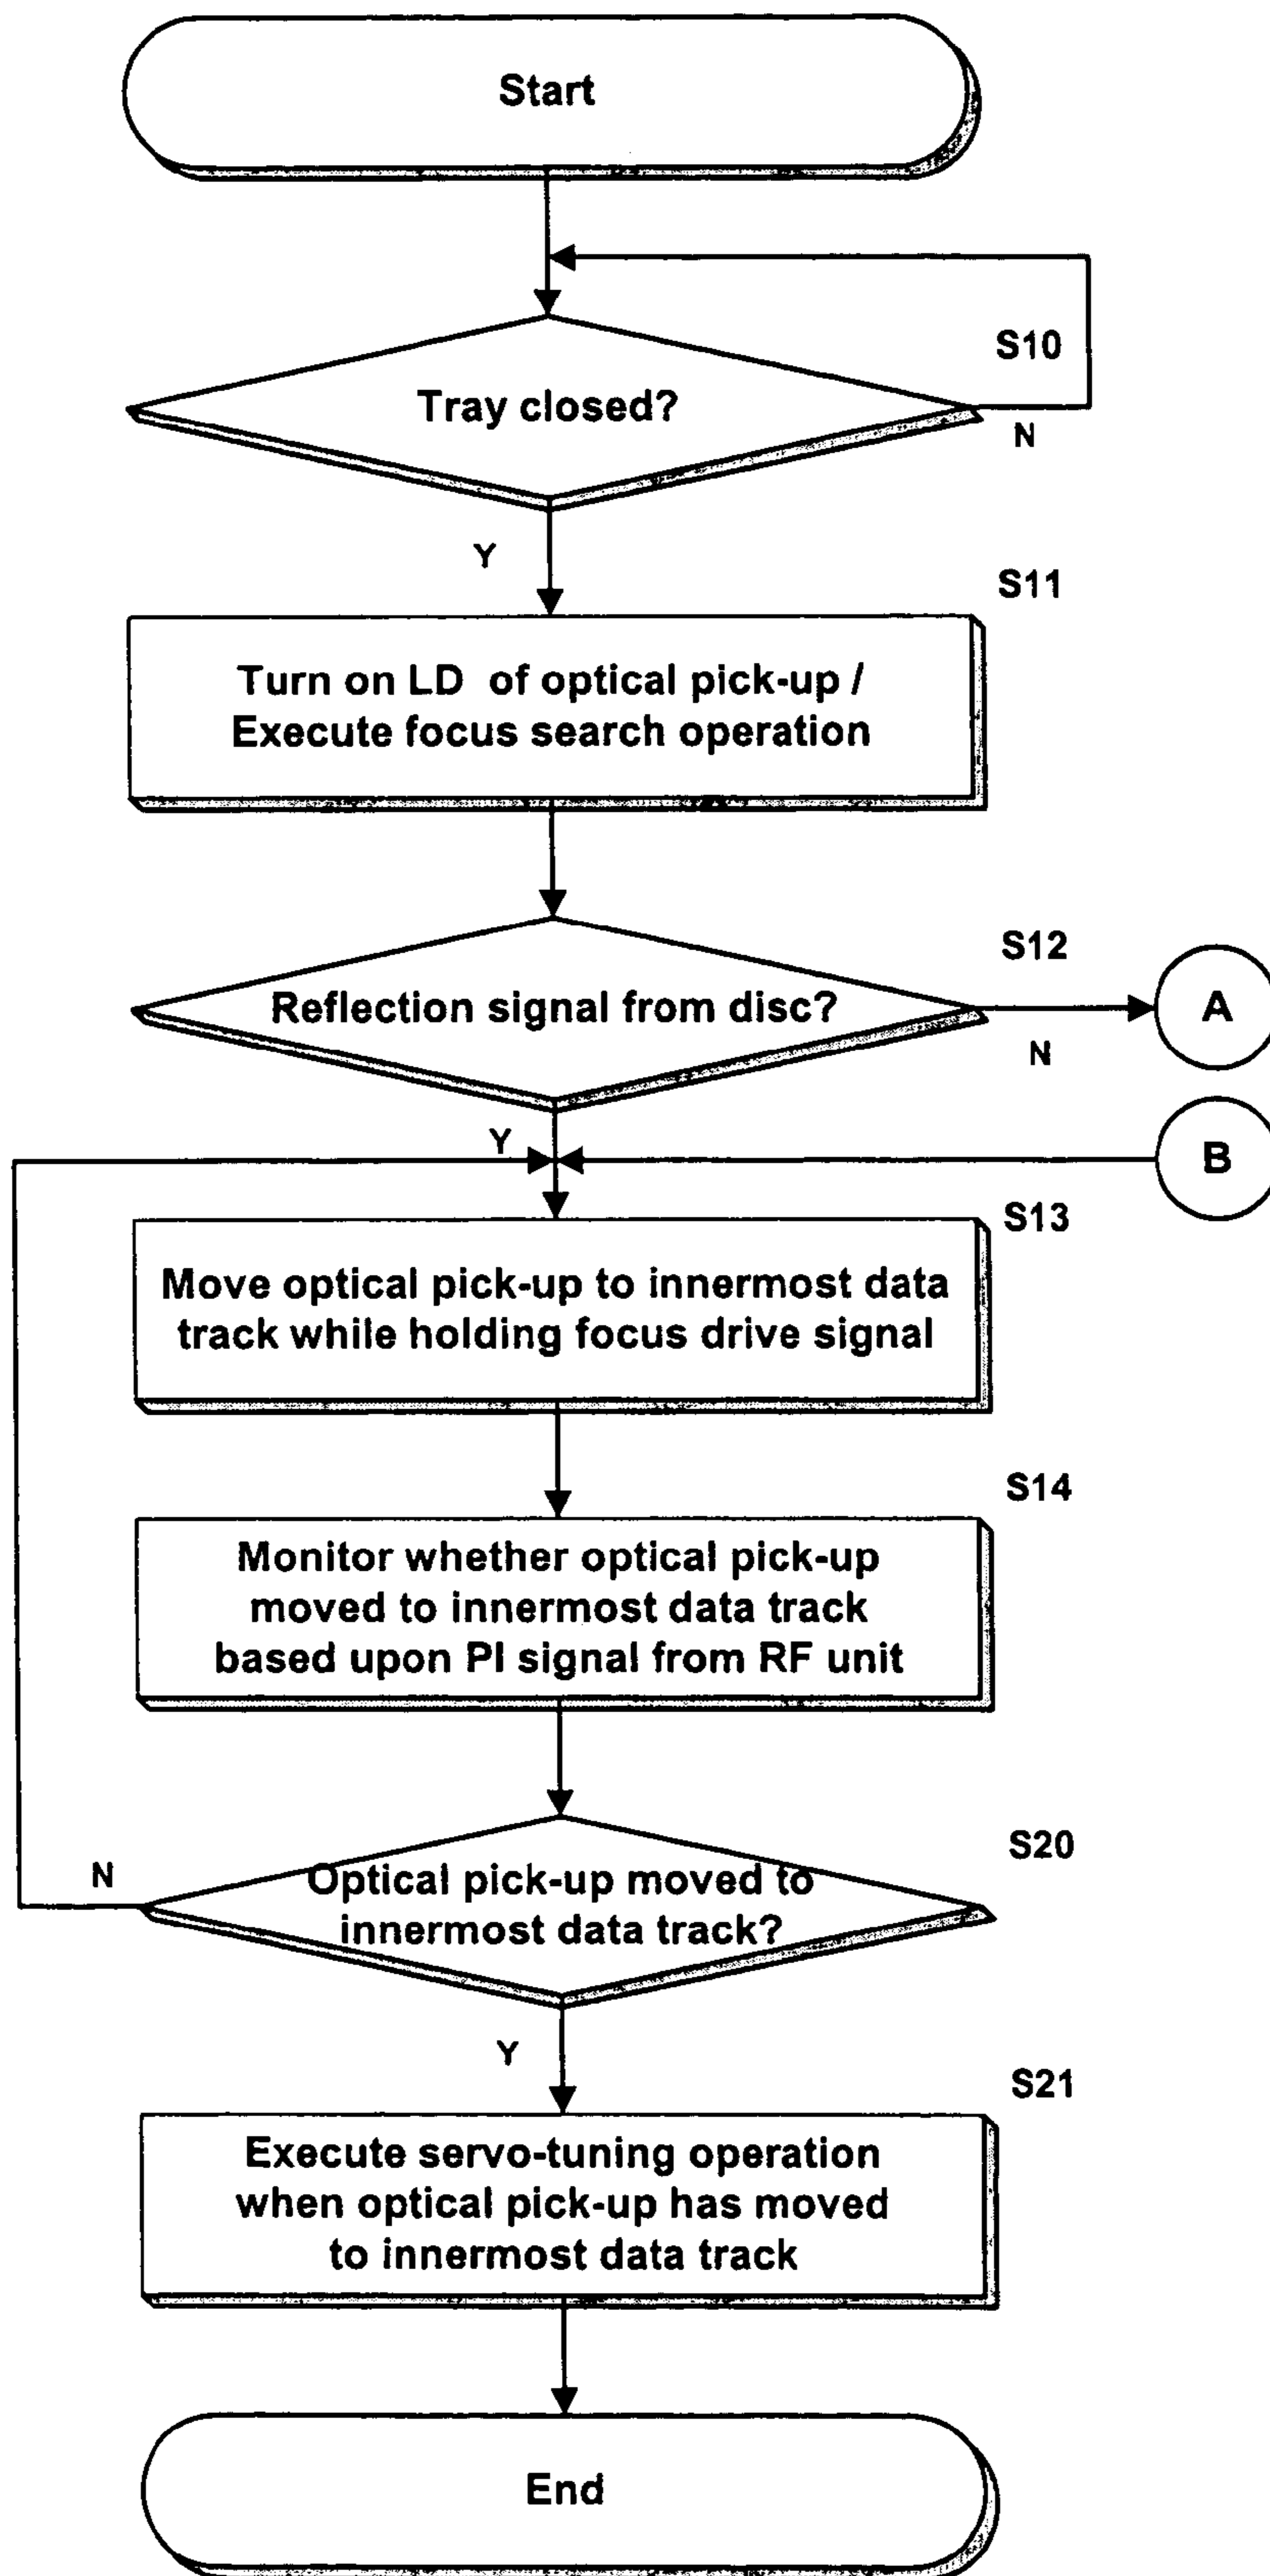 Start
S10
Tray closed?
N
Y
S11
Turn on LD of optical pick-up /
Execute focus search operation
S12
Reflection signal from disc?
A
N
Y
B
S13
Move optical pick-up to innermost data
track while holding focus drive signal
S14
Monitor whether optical pick-up
moved to innermost data track
based upon PI signal from RF unit
S20
N
Optical pick-up moved to
innermost data track?
Y
S21
Execute servo-tuning operation
when optical pick-up has moved
to innermost data track
End